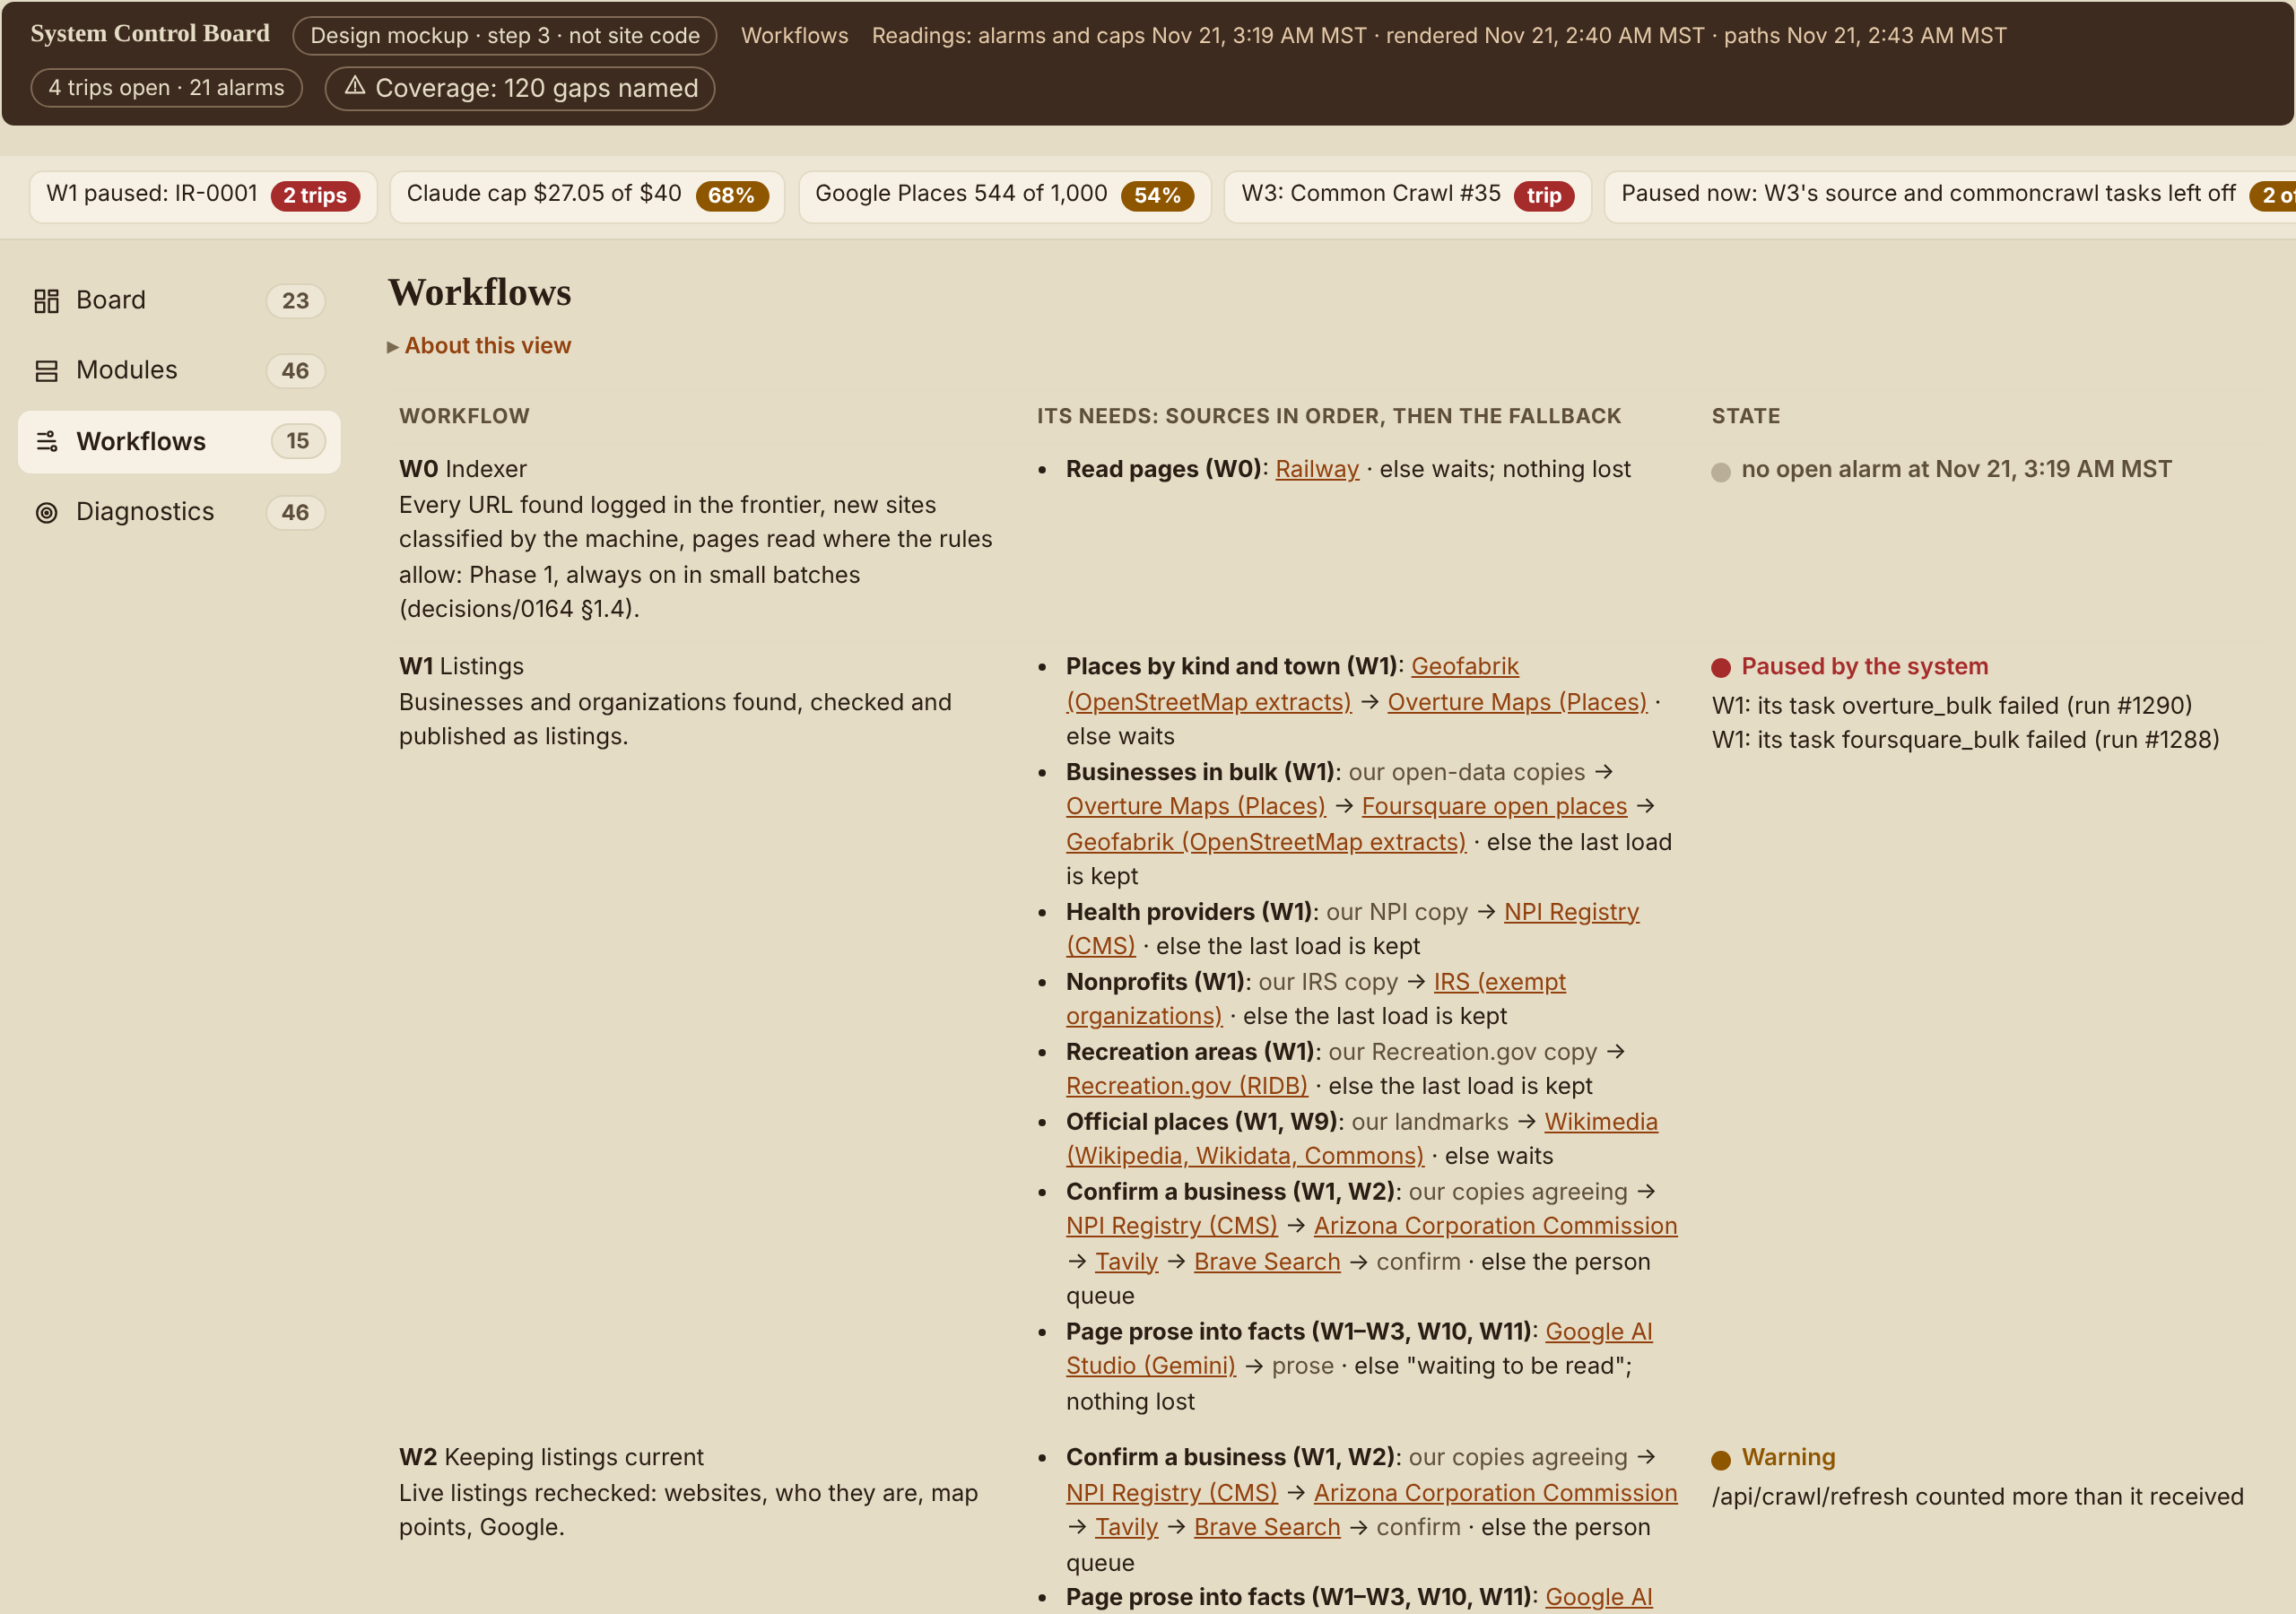 System Control Board
Design mockup · step 3 · not site code
Workflows
Readings: alarms and caps Nov 21, 3:19 AM MST · rendered Nov 21, 2:40 AM MST · paths Nov 21, 2:43 AM MST
4 trips open · 21 alarms
Coverage: 120 gaps named
W1 paused: IR-0001 2 trips
Claude cap $27.05 of $40 68%
Google Places 544 of 1,000 54%
W3: Common Crawl #35 trip
Paused now: W3's source and commoncrawl tasks left off
Board 23
Modules 46
Workflows 15
Diagnostics 46
Workflows
▸ About this view
WORKFLOW
ITS NEEDS: SOURCES IN ORDER, THEN THE FALLBACK
STATE
W0 Indexer
Every URL found logged in the frontier, new sites
classified by the machine, pages read where the rules
allow: Phase 1, always on in small batches
(decisions/0164 §1.4).
• Read pages (W0): Railway · else waits; nothing lost
no open alarm at Nov 21, 3:19 AM MST
W1 Listings
Businesses and organizations found, checked and
published as listings.
• Places by kind and town (W1): Geofabrik
(OpenStreetMap extracts) → Overture Maps (Places) ·
else waits
• Businesses in bulk (W1): our open-data copies →
Overture Maps (Places) → Foursquare open places →
Geofabrik (OpenStreetMap extracts) · else the last load
is kept
• Health providers (W1): our NPI copy → NPI Registry
(CMS) · else the last load is kept
• Nonprofits (W1): our IRS copy → IRS (exempt
organizations) · else the last load is kept
• Recreation areas (W1): our Recreation.gov copy →
Recreation.gov (RIDB) · else the last load is kept
• Official places (W1, W9): our landmarks → Wikimedia
(Wikipedia, Wikidata, Commons) · else waits
• Confirm a business (W1, W2): our copies agreeing →
NPI Registry (CMS) → Arizona Corporation Commission
→ Tavily → Brave Search → confirm · else the person
queue
• Page prose into facts (W1–W3, W10, W11): Google AI
Studio (Gemini) → prose · else "waiting to be read";
nothing lost
Paused by the system
W1: its task overture_bulk failed (run #1290)
W1: its task foursquare_bulk failed (run #1288)
W2 Keeping listings current
Live listings rechecked: websites, who they are, map
points, Google.
• Confirm a business (W1, W2): our copies agreeing →
NPI Registry (CMS) → Arizona Corporation Commission
→ Tavily → Brave Search → confirm · else the person
queue
• Page prose into facts (W1–W3, W10, W11): Google AI
Warning
/api/crawl/refresh counted more than it received